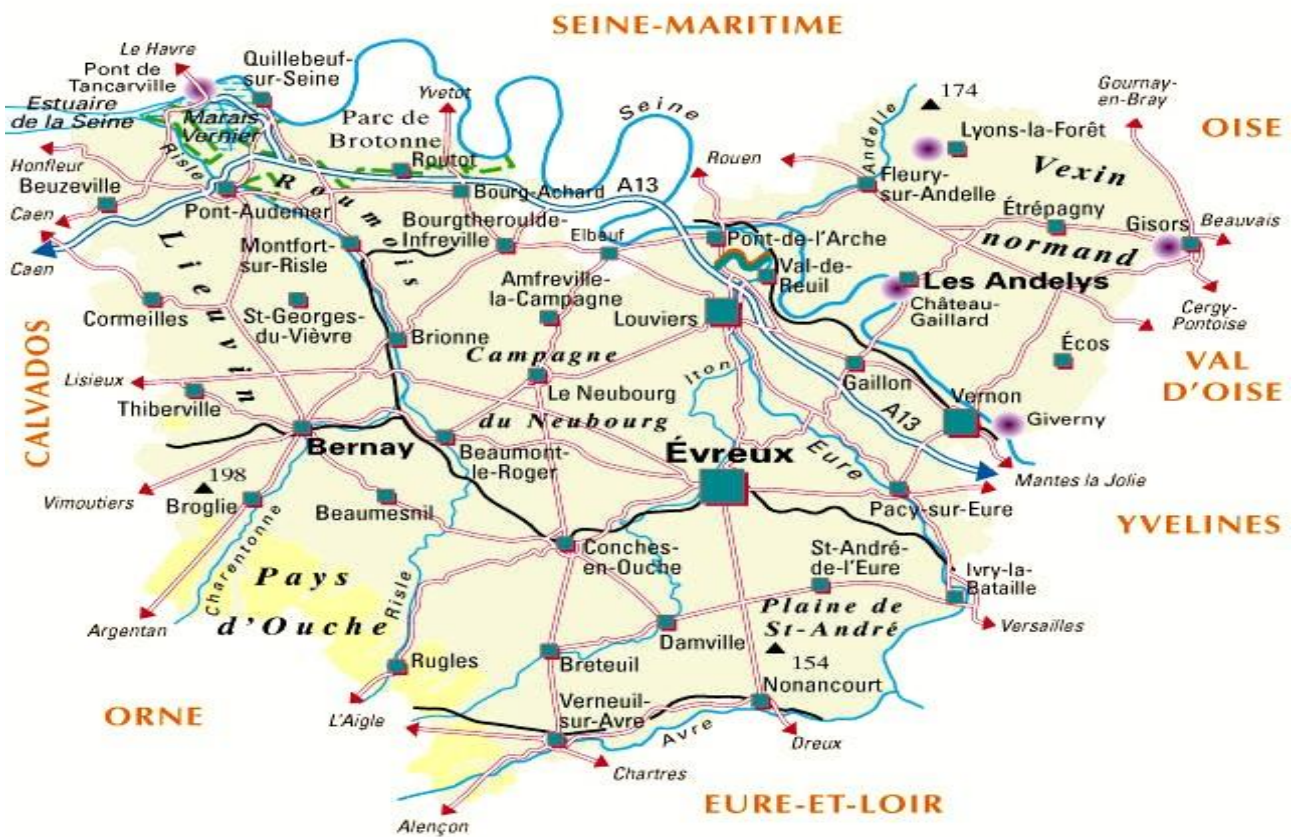 SEINE-MARITIME
Le Havre
Pont de
Tancarville
Quillebeuf-
sur-Seine
Yvetot
Seine
174
Gournay-
en-Bray
Estuaire
de la Seine
Marais
Vernier
Parc de
Brotonne
Andelle
Lyons-la-Forêt
OISE
Honfleur
Risle
Routot
Rouen
Vexin
normand
Beuzeville
Roumois
Bourg-Achard
A13
Fleury-
sur-Andelle
Étrépagny
Gisors
Beauvais
Caen
Pont-Audemer
Bourgtheroulde-
Infreville
Elbeuf
Pont-de-l'Arche
Caen
Lieuvin
Montfort-
sur-Risle
Amfreville-
la-Campagne
Val-de-
Reuil
Les Andelys
Château-
Gaillard
Cormeilles
St-Georges-
du-Vièvre
Louviers
Cergy-
Pontoise
CALVADOS
Brionne
Campagne
du Neubourg
Écos
VAL
D'OISE
Lisieux
Le Neubourg
Iton
Gaillon
Vernon
Thiberville
A13
Giverny
Bernay
Beaumont-
le-Roger
Évreux
Eure
Mantes la Jolie
198
Vimoutiers
Broglie
Beaumesnil
Pacy-sur-Eure
YVELINES
Charentonne
Pays
d'Ouche
Risle
Conches-
en-Ouche
St-André-
de-l'Eure
Ivry-la-
Bataille
Argentan
Plaine de
St-André
Versailles
Damville
154
Rugles
Breteuil
Nonancourt
ORNE
L'Aigle
Verneuil-
sur-Avre
Avre
Dreux
Chartres
EURE-ET-LOIR
Alençon